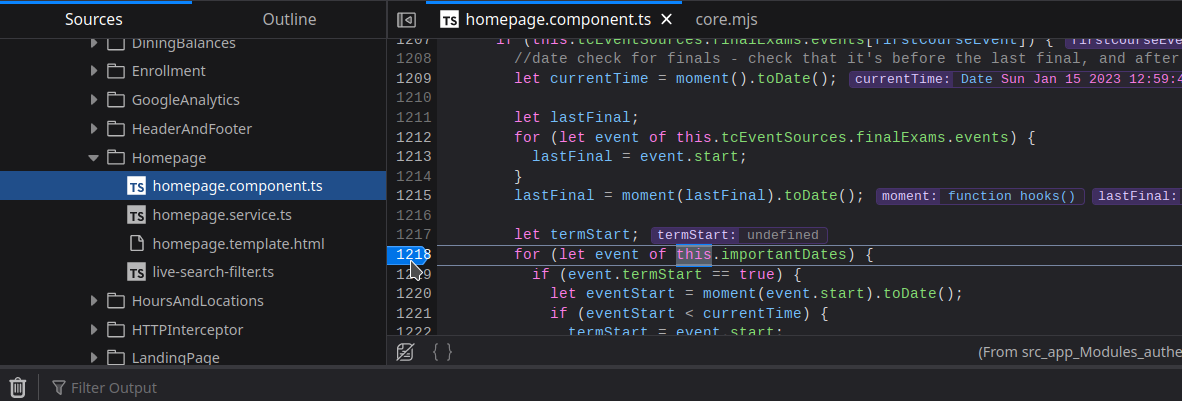 Sources
Outline
DiningBalances
Enrollment
GoogleAnalytics
HeaderAndFooter
Homepage
TS homepage.component.ts
TS homepage.service.ts
homepage.template.html
TS live-search-filter.ts
HoursAndLocations
HTTPInterceptor
LandingPage
TS homepage.component.ts
core.mjs
1207 if (this.tcEventSources.finalExams.events[firstCourseEvent]) { firstCourseEve
1208 //date check for finals - check that it's before the last final, and after
1209 let currentTime = moment().toDate(); currentTime: Date Sun Jan 15 2023 12:59:4
1210
1211 let lastFinal;
1212 for (let event of this.tcEventSources.finalExams.events) {
1213 lastFinal = event.start;
1214 }
1215 lastFinal = moment(lastFinal).toDate(); moment: function hooks() lastFinal:
1216
1217 let termStart; termStart: undefined
1218 for (let event of this.importantDates) {
1219 if (event.termStart == true) {
1220 let eventStart = moment(event.start).toDate();
1221 if (eventStart < currentTime) {
1222 termStart = event.start;
{ } (From src_app_Modules_authe
Filter Output